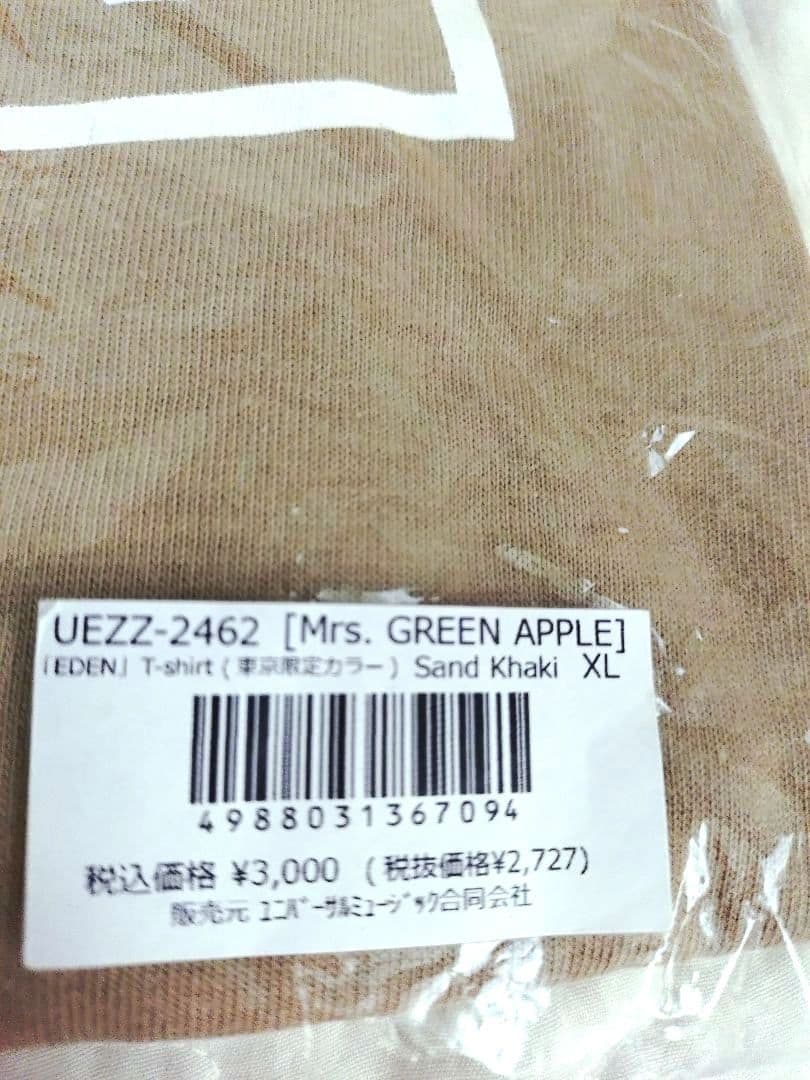 UEZZ-2462 [Mrs. GREEN APPLE]
「EDEN」 T-shirt (東京限定カラー) Sand Khaki XL
4988031367094
税込価格 ¥3,000 (税抜価格¥2,727)
販売元 ﾕﾆﾊﾞｰｻﾙﾐｭｰｼﾞｯｸ合同会社